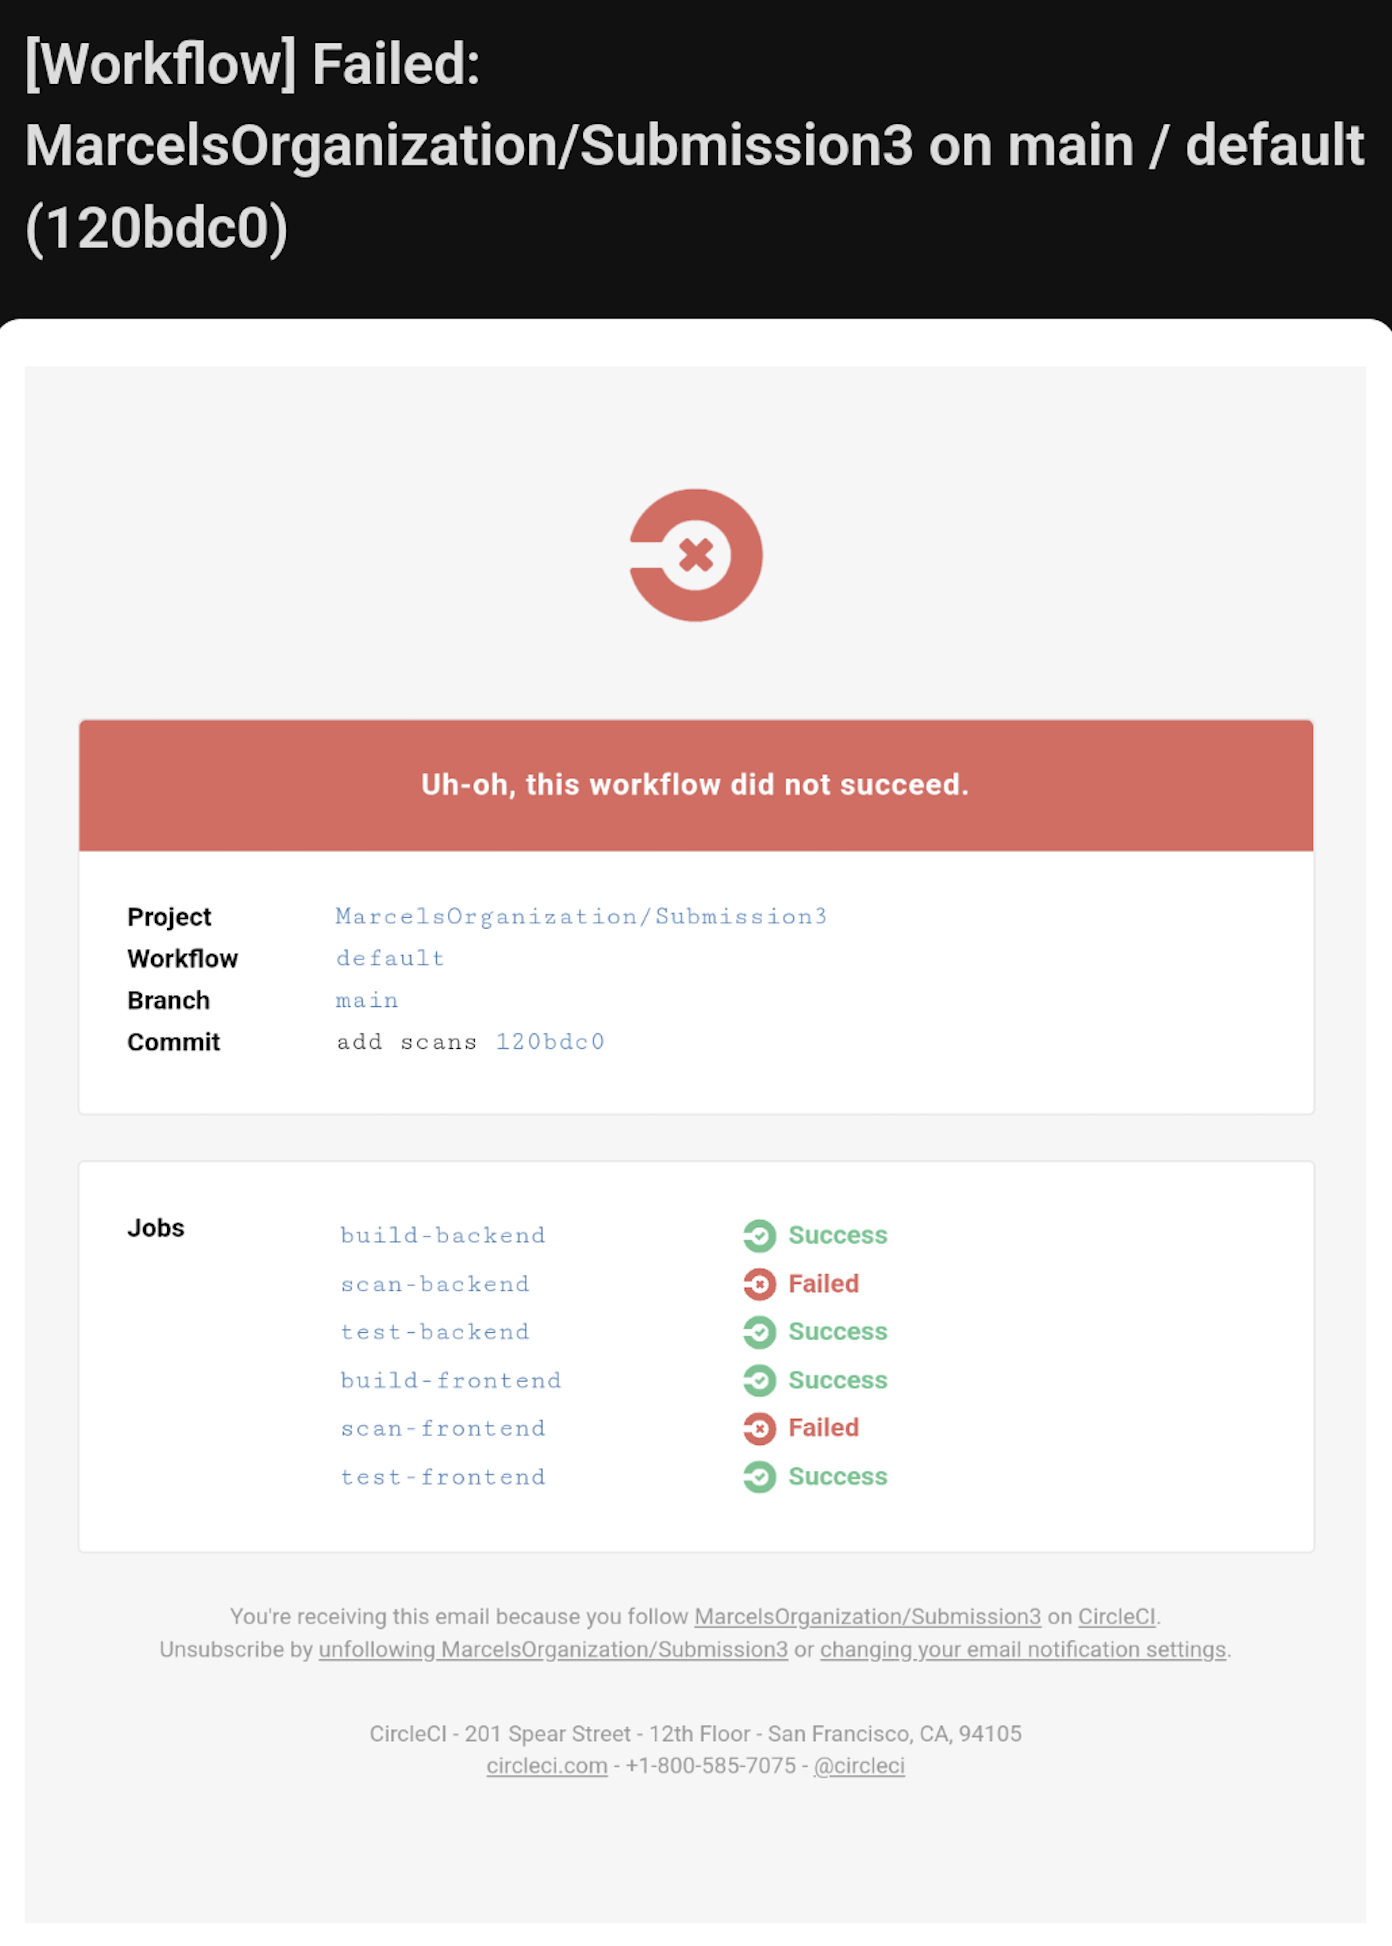 [Workflow] Failed:
MarcelsOrganization/Submission3 on main / default
(120bdc0)
Uh-oh, this workflow did not succeed.
Project MarcelsOrganization/Submission3
Workflow default
Branch main
Commit add scans 120bdc0
Jobs build-backend Success
scan-backend Failed
test-backend Success
build-frontend Success
scan-frontend Failed
test-frontend Success
You're receiving this email because you follow MarcelsOrganization/Submission3 on CircleCI.
Unsubscribe by unfollowing MarcelsOrganization/Submission3 or changing your email notification settings.
CircleCI - 201 Spear Street - 12th Floor - San Francisco, CA, 94105
circleci.com - +1-800-585-7075 - @circleci